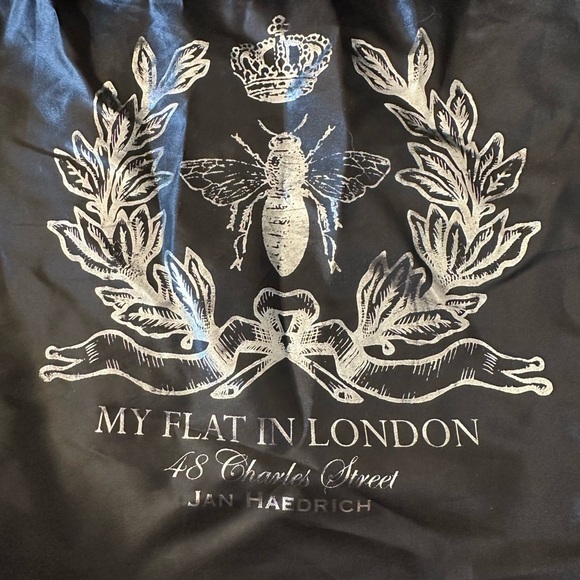 MY FLAT IN LONDON
48 Charles Street
JAN HAEDRICH